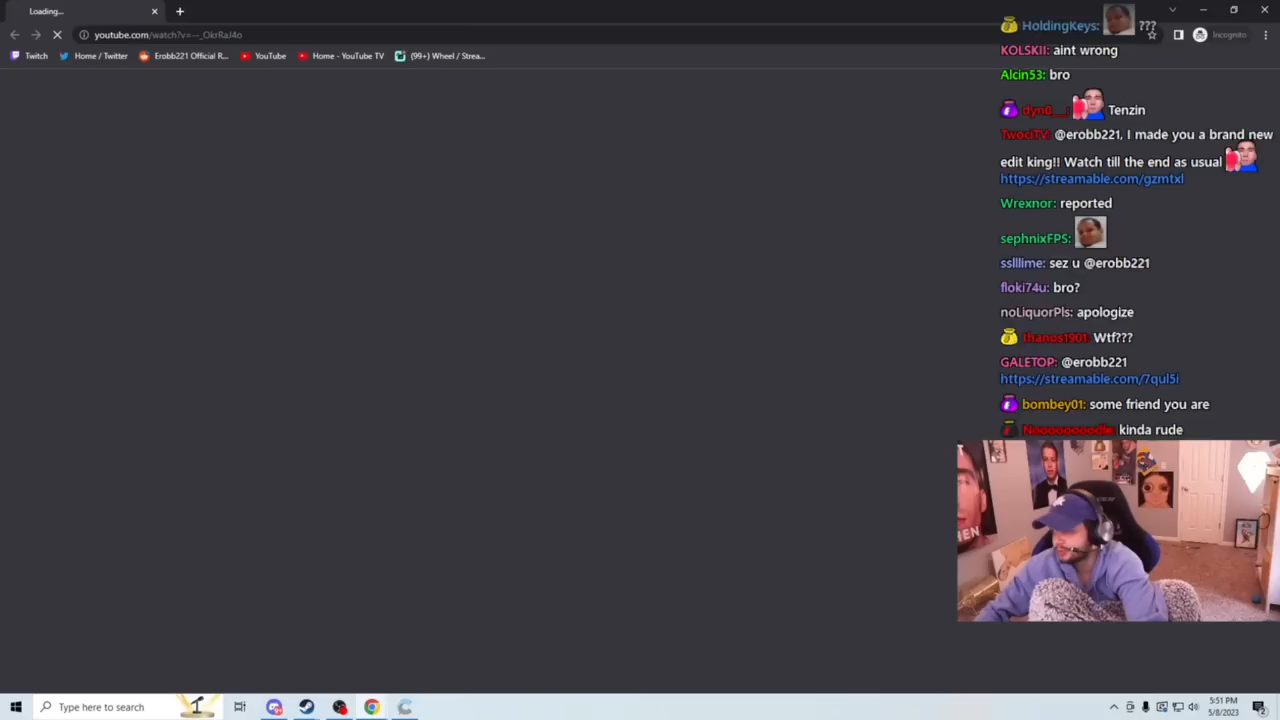 Loading...
youtube.com/watch?v=--_OkrRaJ4o
Incognito
Twitch
Home / Twitter
Erobb221 Official R...
YouTube
Home - YouTube TV
(99+) Wheel / Strea...
HoldingKeys: ???
KOLSKII: aint wrong
Alcin53: bro
dyn0__: Tenzin
TwociTV: @erobb221, I made you a brand new
edit king!! Watch till the end as usual
https://streamable.com/gzmtxl
Wrexnor: reported
sephnixFPS:
sslllime: sez u @erobb221
floki74u: bro?
noLiquorPls: apologize
thanos1901: Wtf???
GALETOP: @erobb221
https://streamable.com/7qul5i
bombey01: some friend you are
kinda rude
HEN
Type here to search
5:51 PM
5/8/2023
2